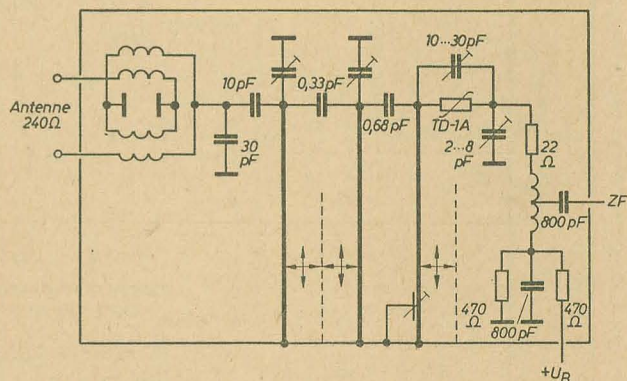 Antenne
240Ω
10pF
30
pF
0,33pF
0,68pF
10...30pF
TD-1A
2...8
pF
22
Ω
800pF
ZF
470
Ω
800pF
470
Ω
+U_B